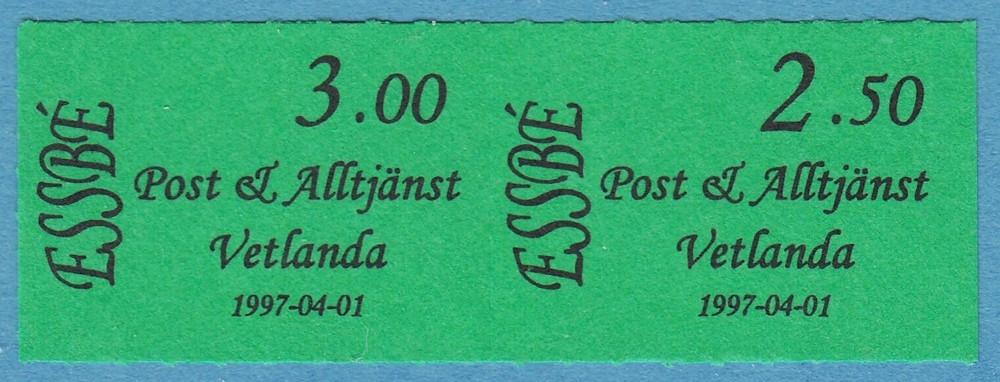 ESSBÉ
3.00
Post & Alltjänst
Vetlanda
1997-04-01
ESSBÉ
2.50
Post & Alltjänst
Vetlanda
1997-04-01